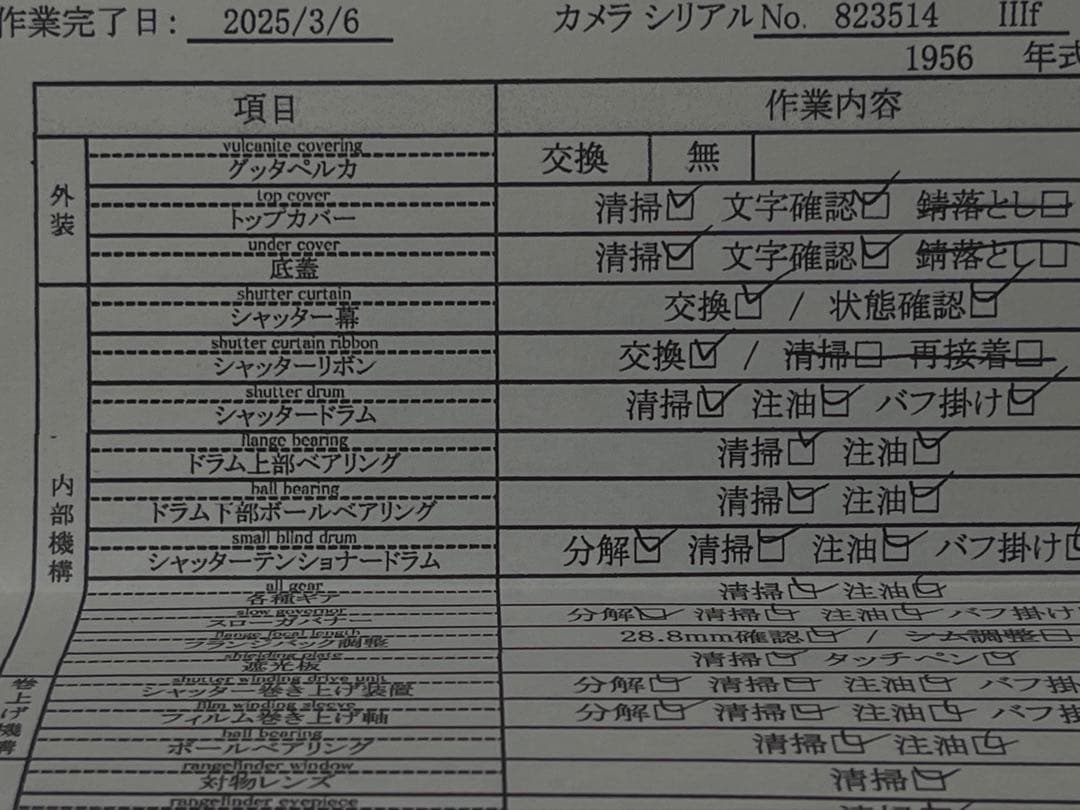 作業完了日: 2025/3/6 カメラ シリアルNo. 823514 IIIf
1956 年式
項目 作業内容
外装
vulcanite covering
グッタペルカ 交換 無
top cover
トップカバー 清掃☑ 文字確認☑ 錆落とし☐
under cover
底蓋 清掃☑ 文字確認☑ 錆落とし☐
内部機構
shutter curtain
シャッター幕 交換☑ / 状態確認☑
shutter curtain ribbon
シャッターリボン 交換☑ / 清掃☐ 再接着☐
shutter drum
シャッタードラム 清掃☑ 注油☑ バフ掛け☑
flange bearing
ドラム上部ベアリング 清掃☑ 注油☑
ball bearing
ドラム下部ボールベアリング 清掃☑ 注油☑
small blind drum
シャッターテンショナードラム 分解☑ 清掃☑ 注油☑ バフ掛け☑
all gear
各種ギア 清掃☑ 注油☑
slow governor
スローガバナー 分解☑ 清掃☑ 注油☑ バフ掛け
flange focal length
フランジバック調整 28.8mm確認☑ / シム調整☐
shielding plate
遮光板 清掃☑ タッチペン☑
巻上げ機構
shutter winding drive unit
シャッター巻き上げ装置 分解☑ 清掃☑ 注油☑ バフ掛
film winding sleeve
フィルム巻き上げ軸 分解☑ 清掃☑ 注油☑ バフ掛
ball bearing
ボールベアリング 清掃☑ 注油☑
rangefinder window
対物レンズ 清掃☑
rangefinder eyepiece